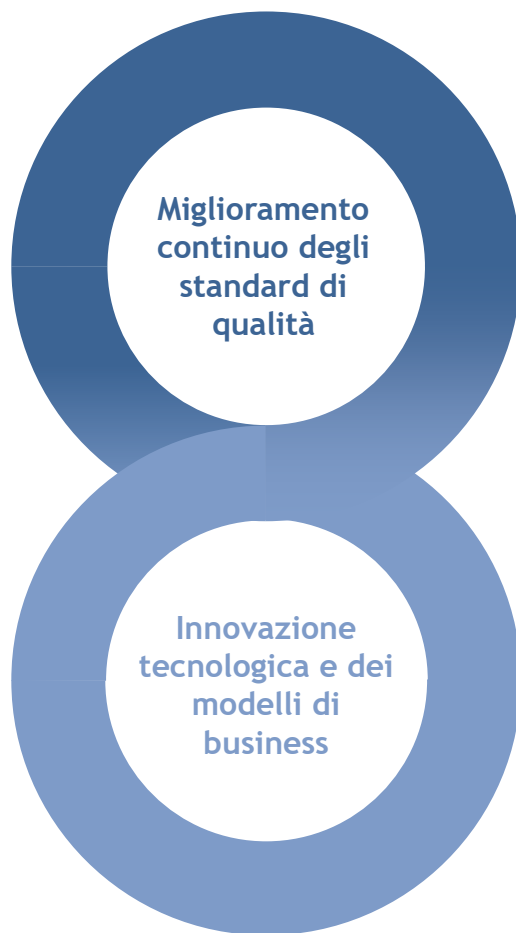 Miglioramento
continuo degli
standard di
qualità
Innovazione
tecnologica e dei
modelli di
business